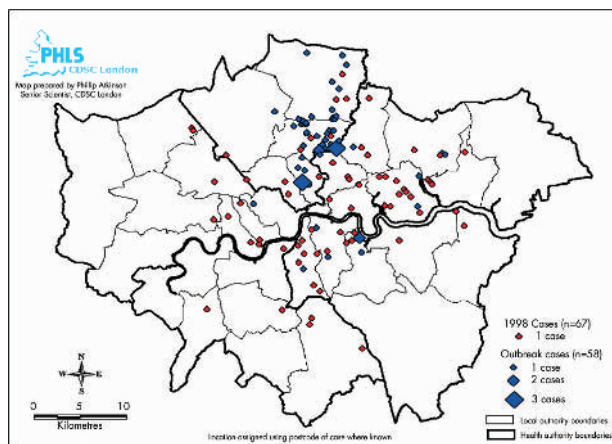 PHLS
CDSC London
Map prepared by Phillip Atkinson
Senior Scientist, CDSC London
N
W E
S
0 5 10
Kilometres
Location assigned using postcode of case where known
1998 Cases (n=67)
1 case
Outbreak cases (n=58)
1 case
2 cases
3 cases
Local authority boundaries
Health authority boundaries